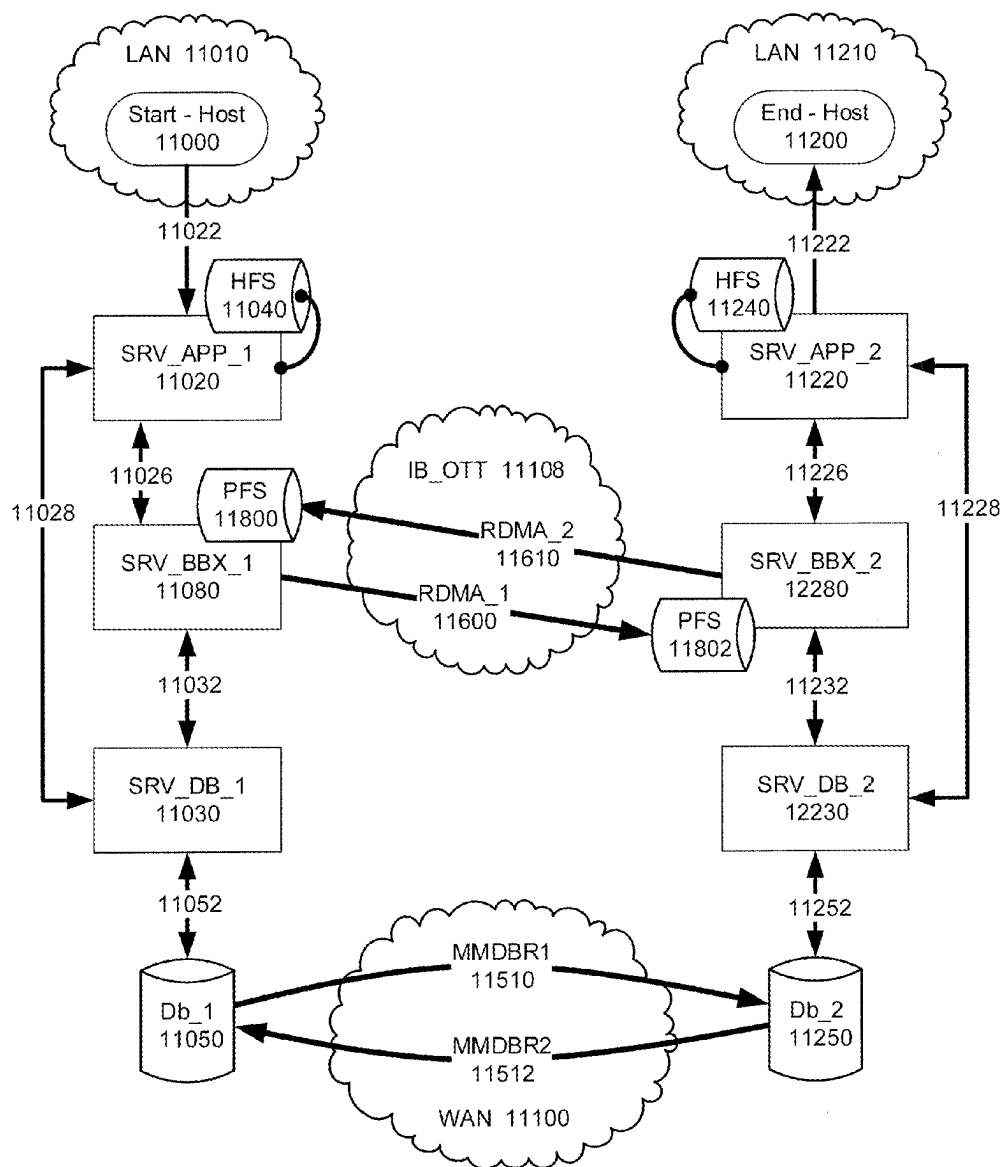 LAN 11010
Start - Host
11000
LAN 11210
End - Host
11200
11022
11222
HFS
11040
HFS
11240
SRV_APP_1
11020
SRV_APP_2
11220
11026
11028
PFS
11800
IB_OTT 11108
11226
11228
RDMA_2
11610
SRV_BBX_1
11080
RDMA_1
11600
SRV_BBX_2
12280
PFS
11802
11032
11232
SRV_DB_1
11030
SRV_DB_2
12230
11052
11252
MMDBR1
11510
Db_1
11050
Db_2
11250
MMDBR2
11512
WAN 11100